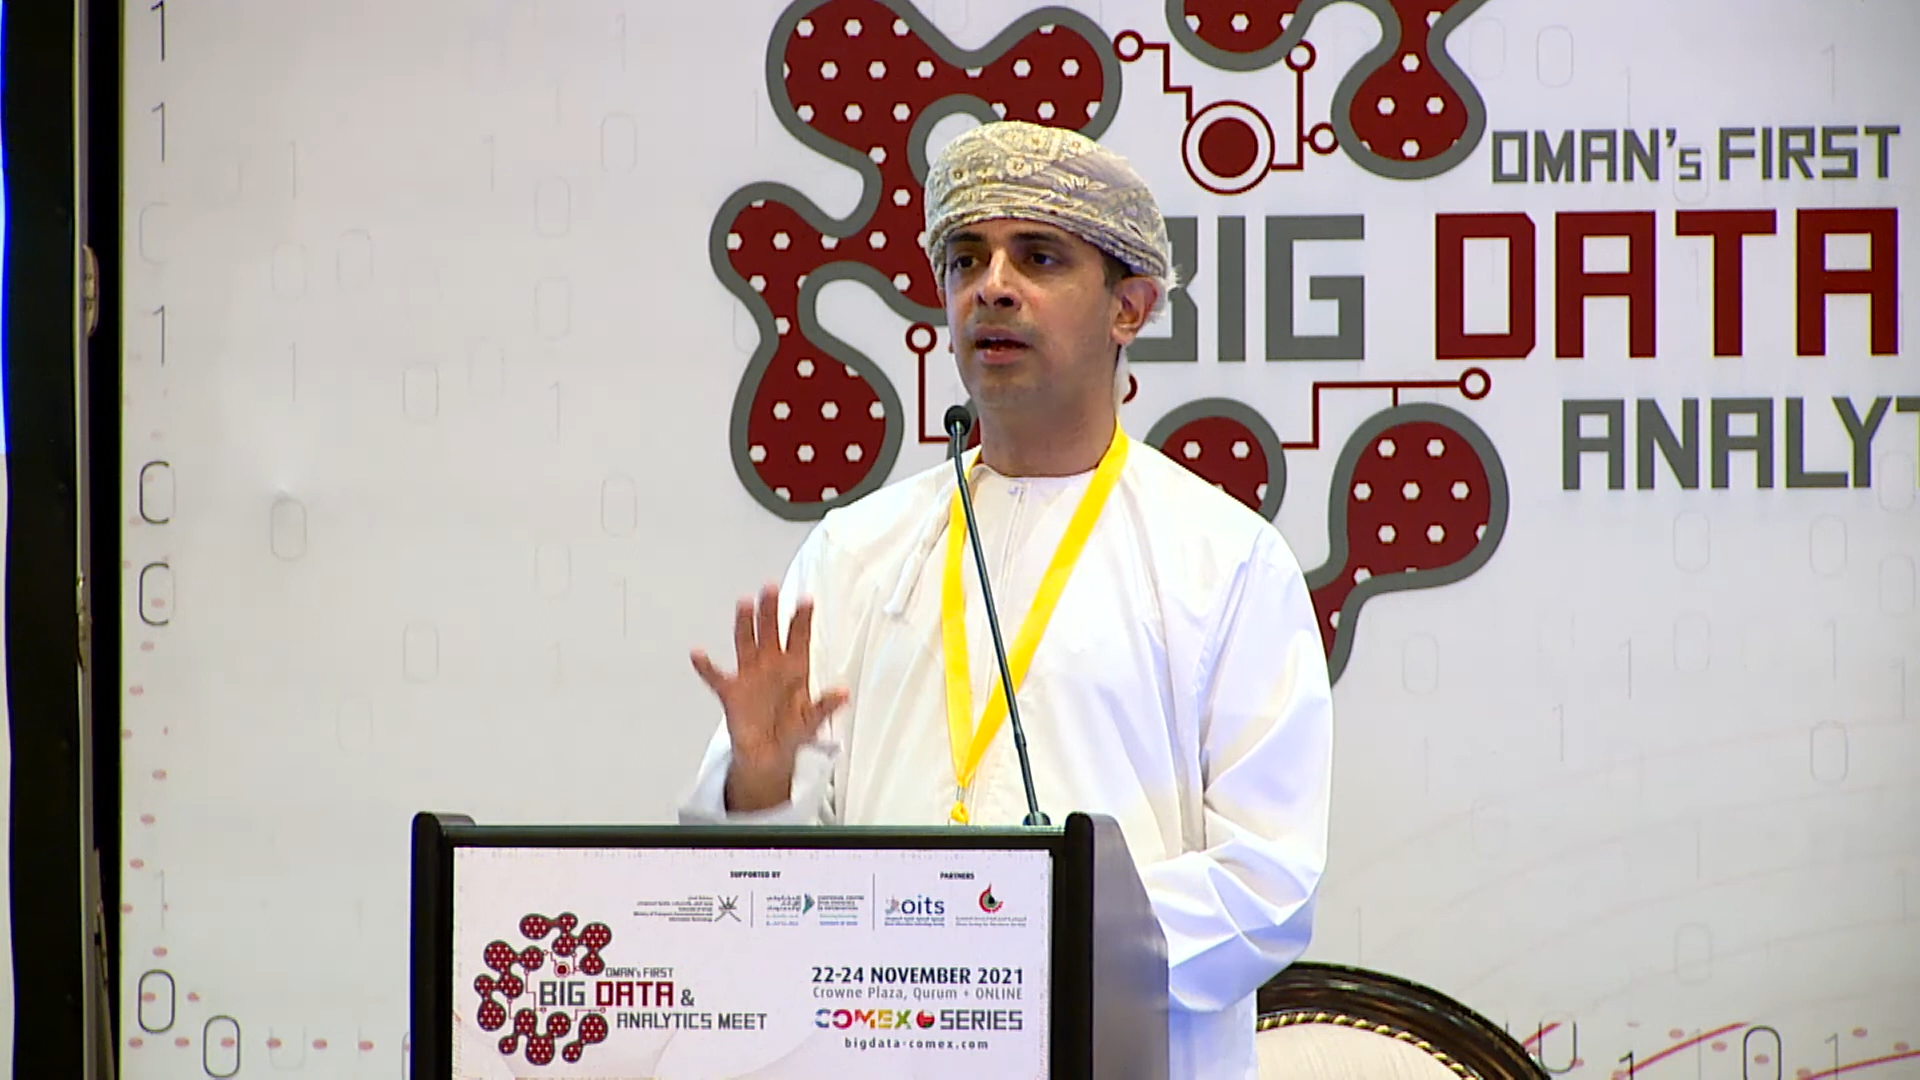 OMAN's FIRST
BIG DATA
ANALYT
SUPPORTED BY
PARTNERS
oits
OMAN's FIRST
BIG DATA &
ANALYTICS MEET
22-24 NOVEMBER 2021
Crowne Plaza, Qurum + ONLINE
COMEX SERIES
bigdata-comex.com